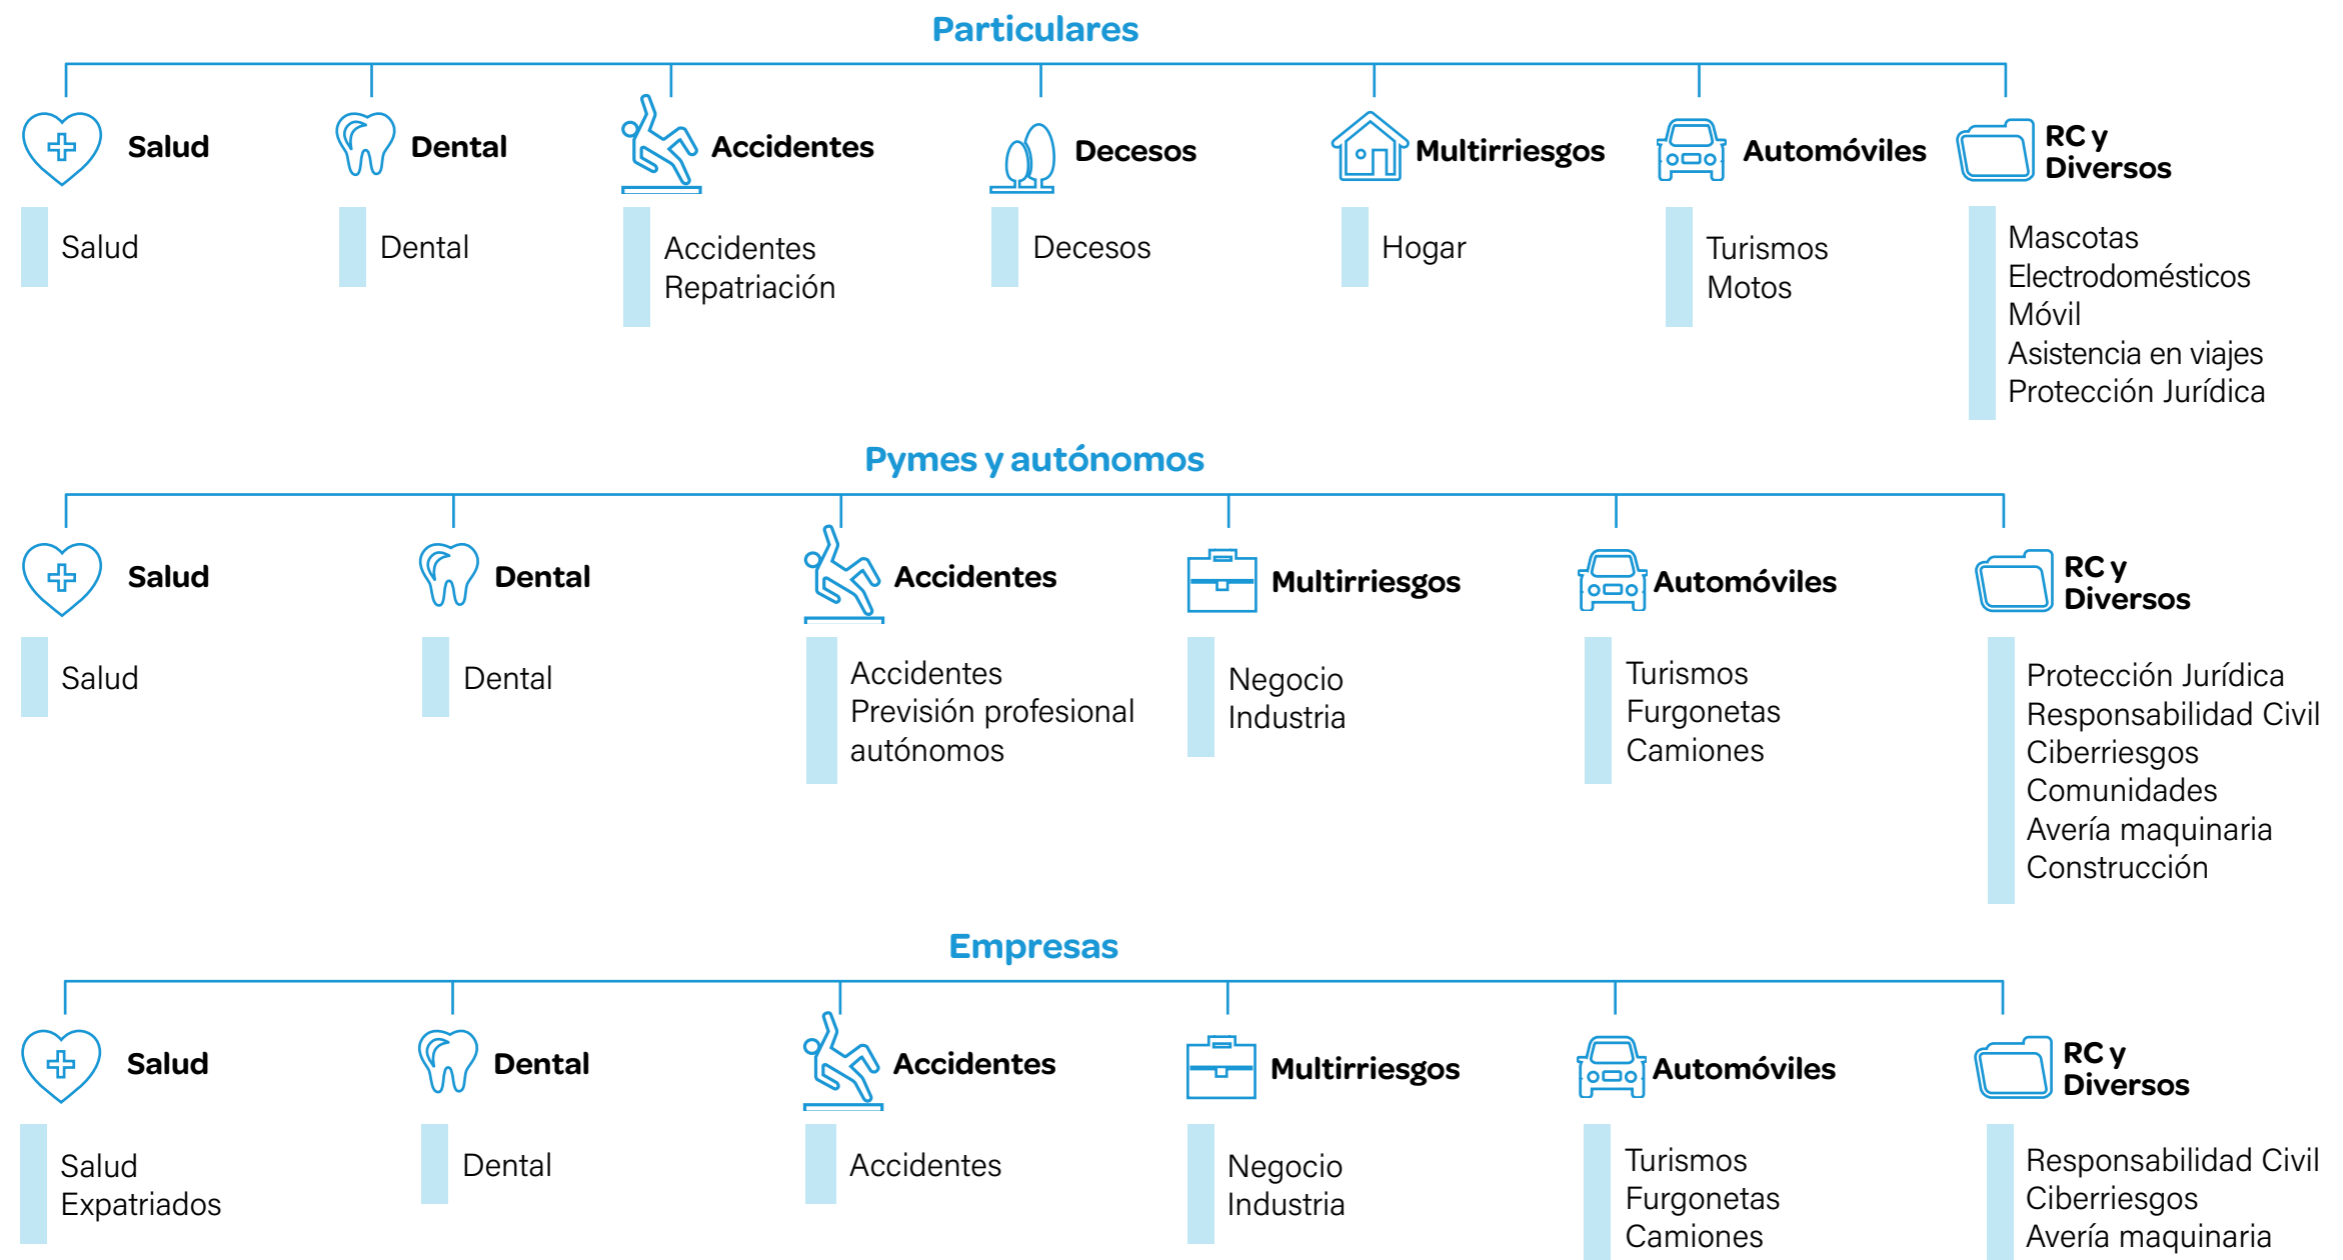 Particulares
Salud
Dental
Accidentes
Decesos
Multirriesgos
Automóviles
RC y
Diversos
Salud
Dental
Accidentes
Repatriación
Decesos
Hogar
Turismos
Motos
Mascotas
Electrodomésticos
Móvil
Asistencia en viajes
Protección Jurídica
Pymes y autónomos
Salud
Dental
Accidentes
Multirriesgos
Automóviles
RC y
Diversos
Salud
Dental
Accidentes
Previsión profesional
autónomos
Negocio
Industria
Turismos
Furgonetas
Camiones
Protección Jurídica
Responsabilidad Civil
Ciberriesgos
Comunidades
Avería maquinaria
Construcción
Empresas
Salud
Dental
Accidentes
Multirriesgos
Automóviles
RC y
Diversos
Salud
Expatriados
Dental
Accidentes
Negocio
Industria
Turismos
Furgonetas
Camiones
Responsabilidad Civil
Ciberriesgos
Avería maquinaria